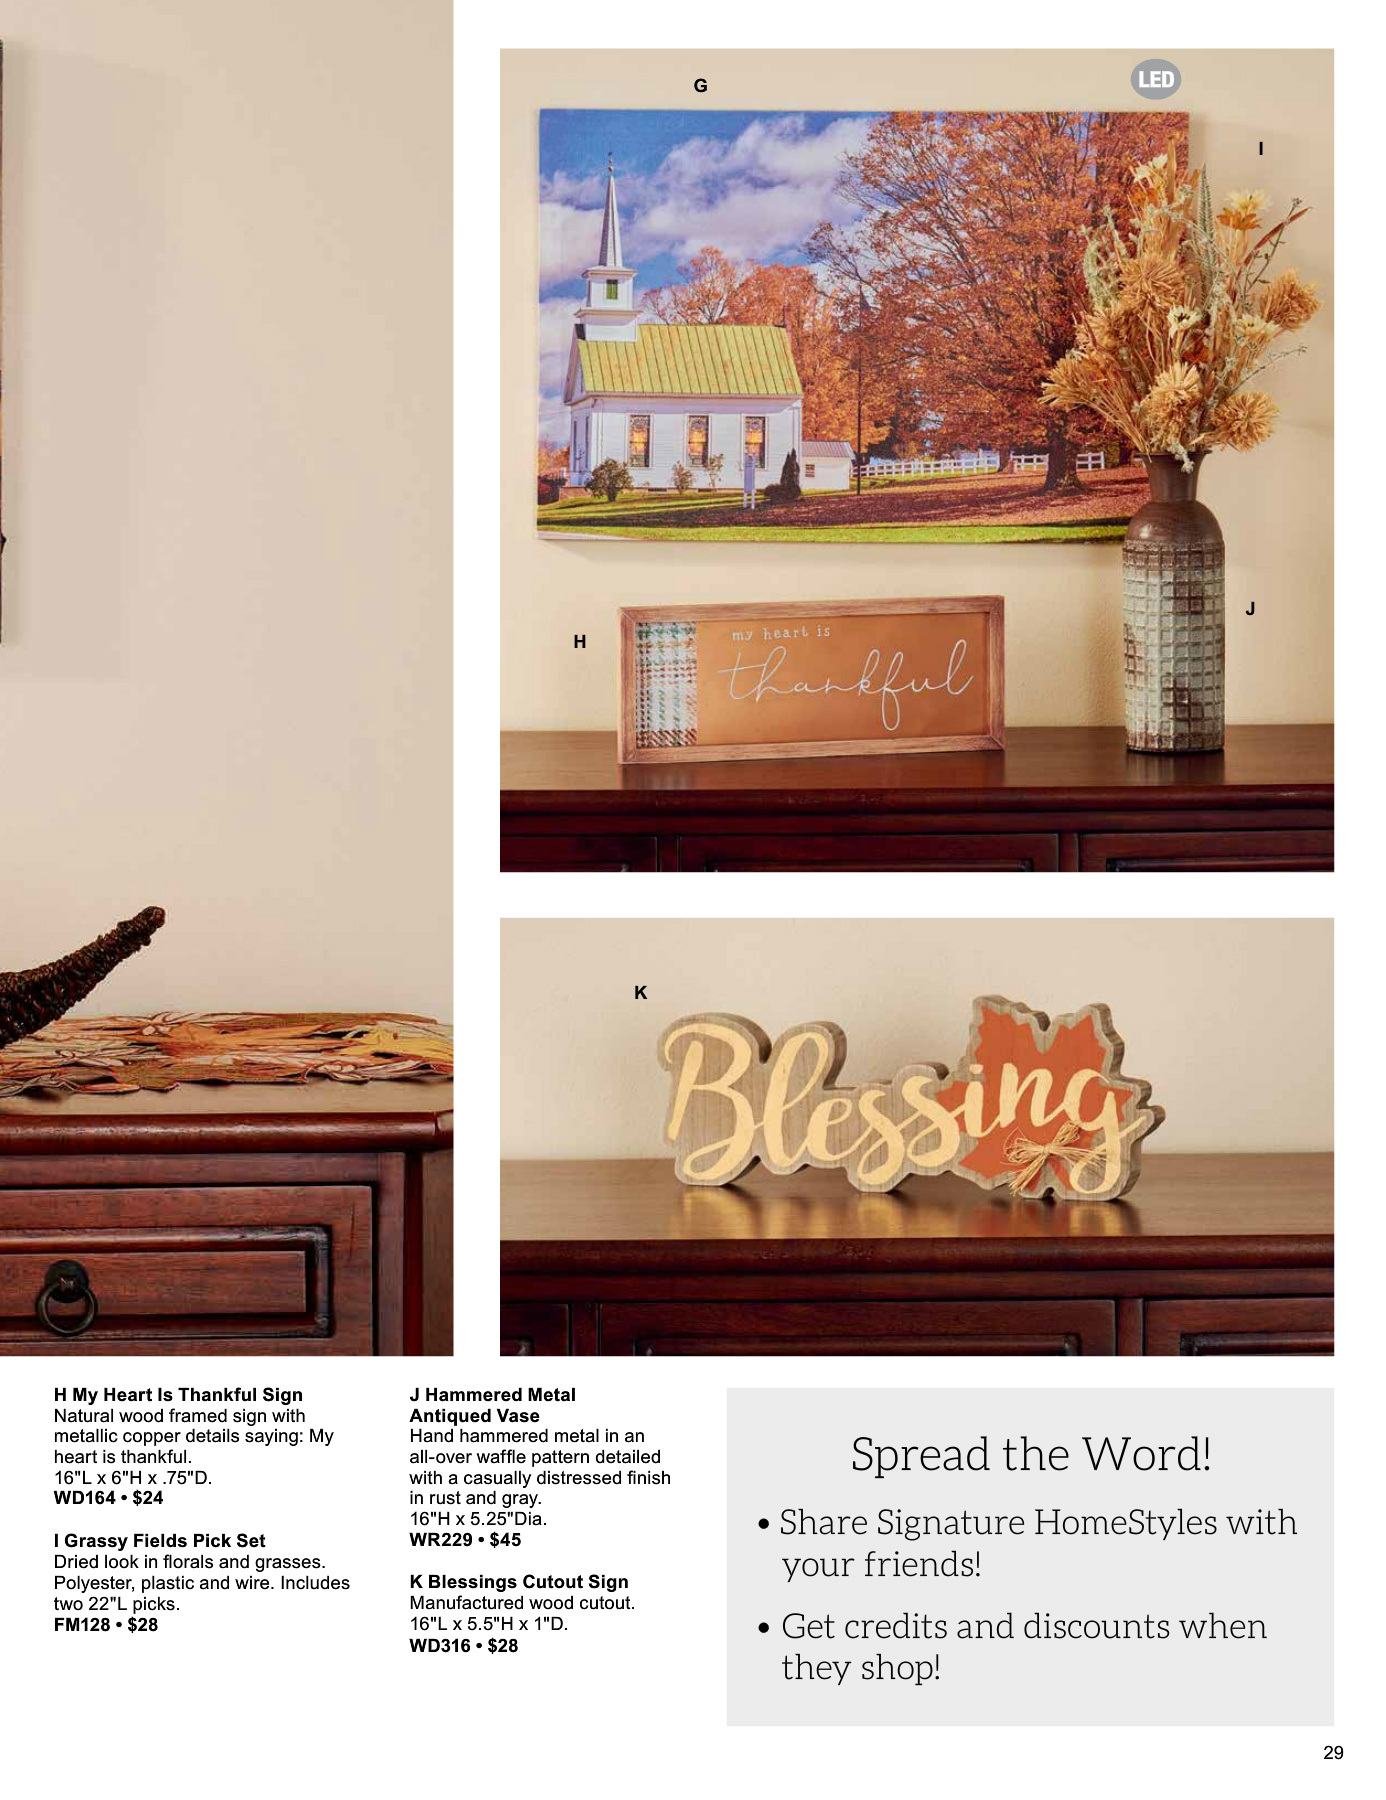 G
LED
I
my heart is
thankful
H
J
K
Blessing
H My Heart Is Thankful Sign
Natural wood framed sign with
metallic copper details saying: My
heart is thankful.
16"L x 6"H x .75"D.
WD164 • $24
I Grassy Fields Pick Set
Dried look in florals and grasses.
Polyester, plastic and wire. Includes
two 22"L picks.
FM128 • $28
J Hammered Metal
Antiqued Vase
Hand hammered metal in an
all-over waffle pattern detailed
with a casually distressed finish
in rust and gray.
16"H x 5.25"Dia.
WR229 • $45
K Blessings Cutout Sign
Manufactured wood cutout.
16"L x 5.5"H x 1"D.
WD316 • $28
Spread the Word!
• Share Signature HomeStyles with
your friends!
• Get credits and discounts when
they shop!
29